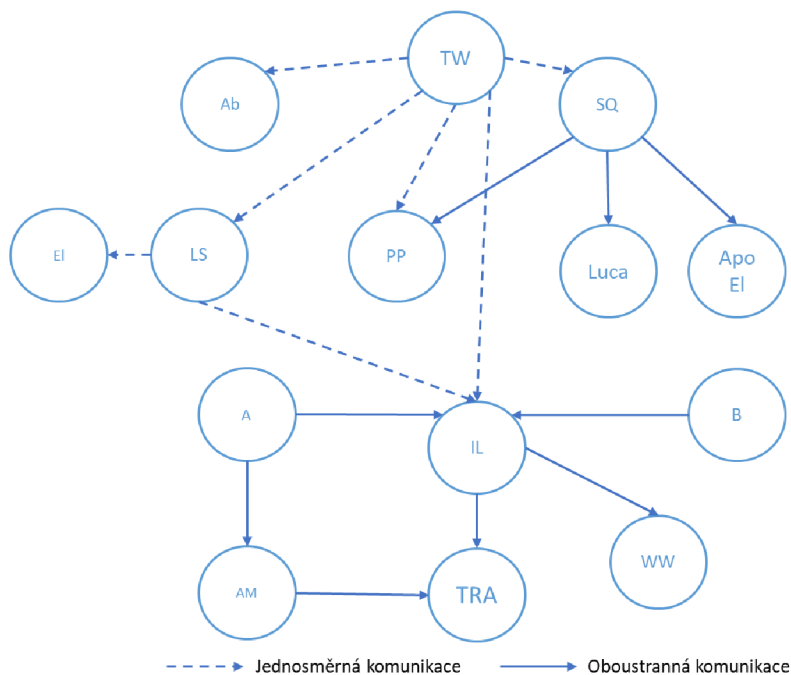 TW
Ab
SQ
El
LS
PP
Luca
Apo
El
A
IL
B
WW
AM
TRA
Jednosměrná komunikace
Oboustranná komunikace